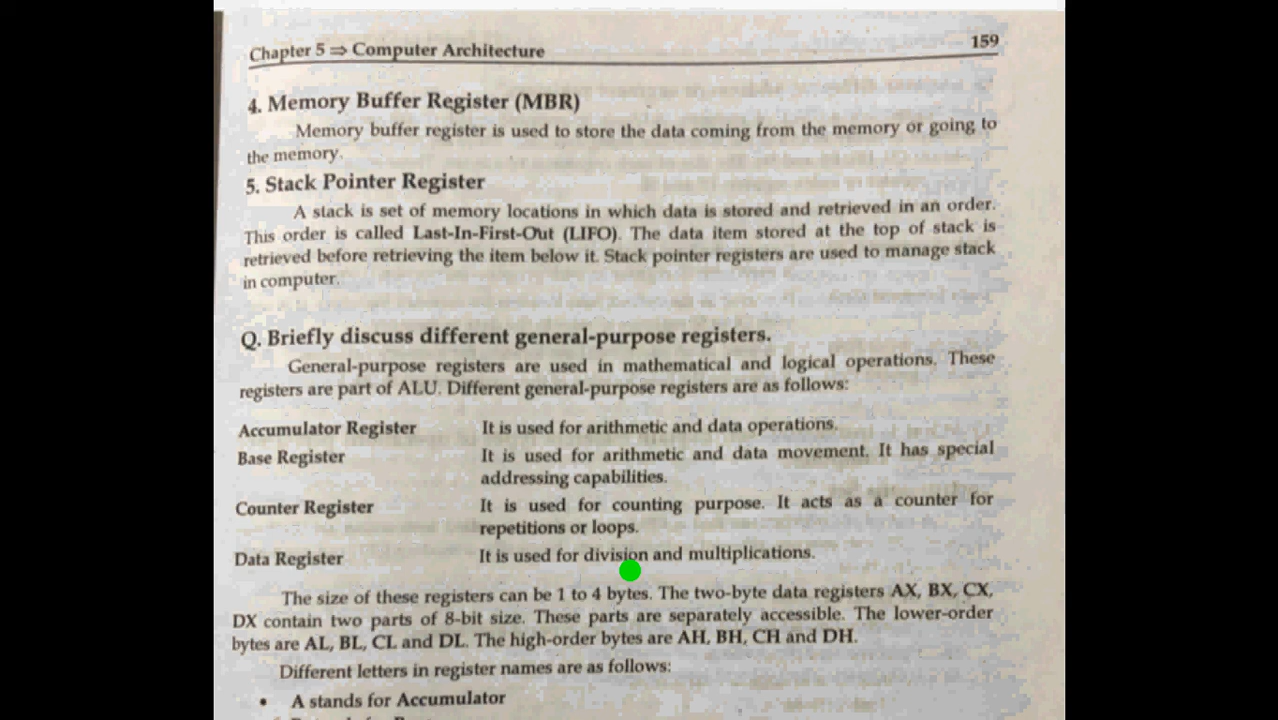 Chapter 5 ⇒ Computer Architecture 159
4. Memory Buffer Register (MBR)
Memory buffer register is used to store the data coming from the memory or going to
the memory.
5. Stack Pointer Register
A stack is set of memory locations in which data is stored and retrieved in an order.
This order is called Last-In-First-Out (LIFO). The data item stored at the top of stack is
retrieved before retrieving the item below it. Stack pointer registers are used to manage stack
in computer.
Q. Briefly discuss different general-purpose registers.
General-purpose registers are used in mathematical and logical operations. These
registers are part of ALU. Different general-purpose registers are as follows:
Accumulator Register It is used for arithmetic and data operations.
Base Register It is used for arithmetic and data movement. It has special
addressing capabilities.
Counter Register It is used for counting purpose. It acts as a counter for
repetitions or loops.
Data Register It is used for division and multiplications.
The size of these registers can be 1 to 4 bytes. The two-byte data registers AX, BX, CX,
DX contain two parts of 8-bit size. These parts are separately accessible. The lower-order
bytes are AL, BL, CL and DL. The high-order bytes are AH, BH, CH and DH.
Different letters in register names are as follows:
• A stands for Accumulator